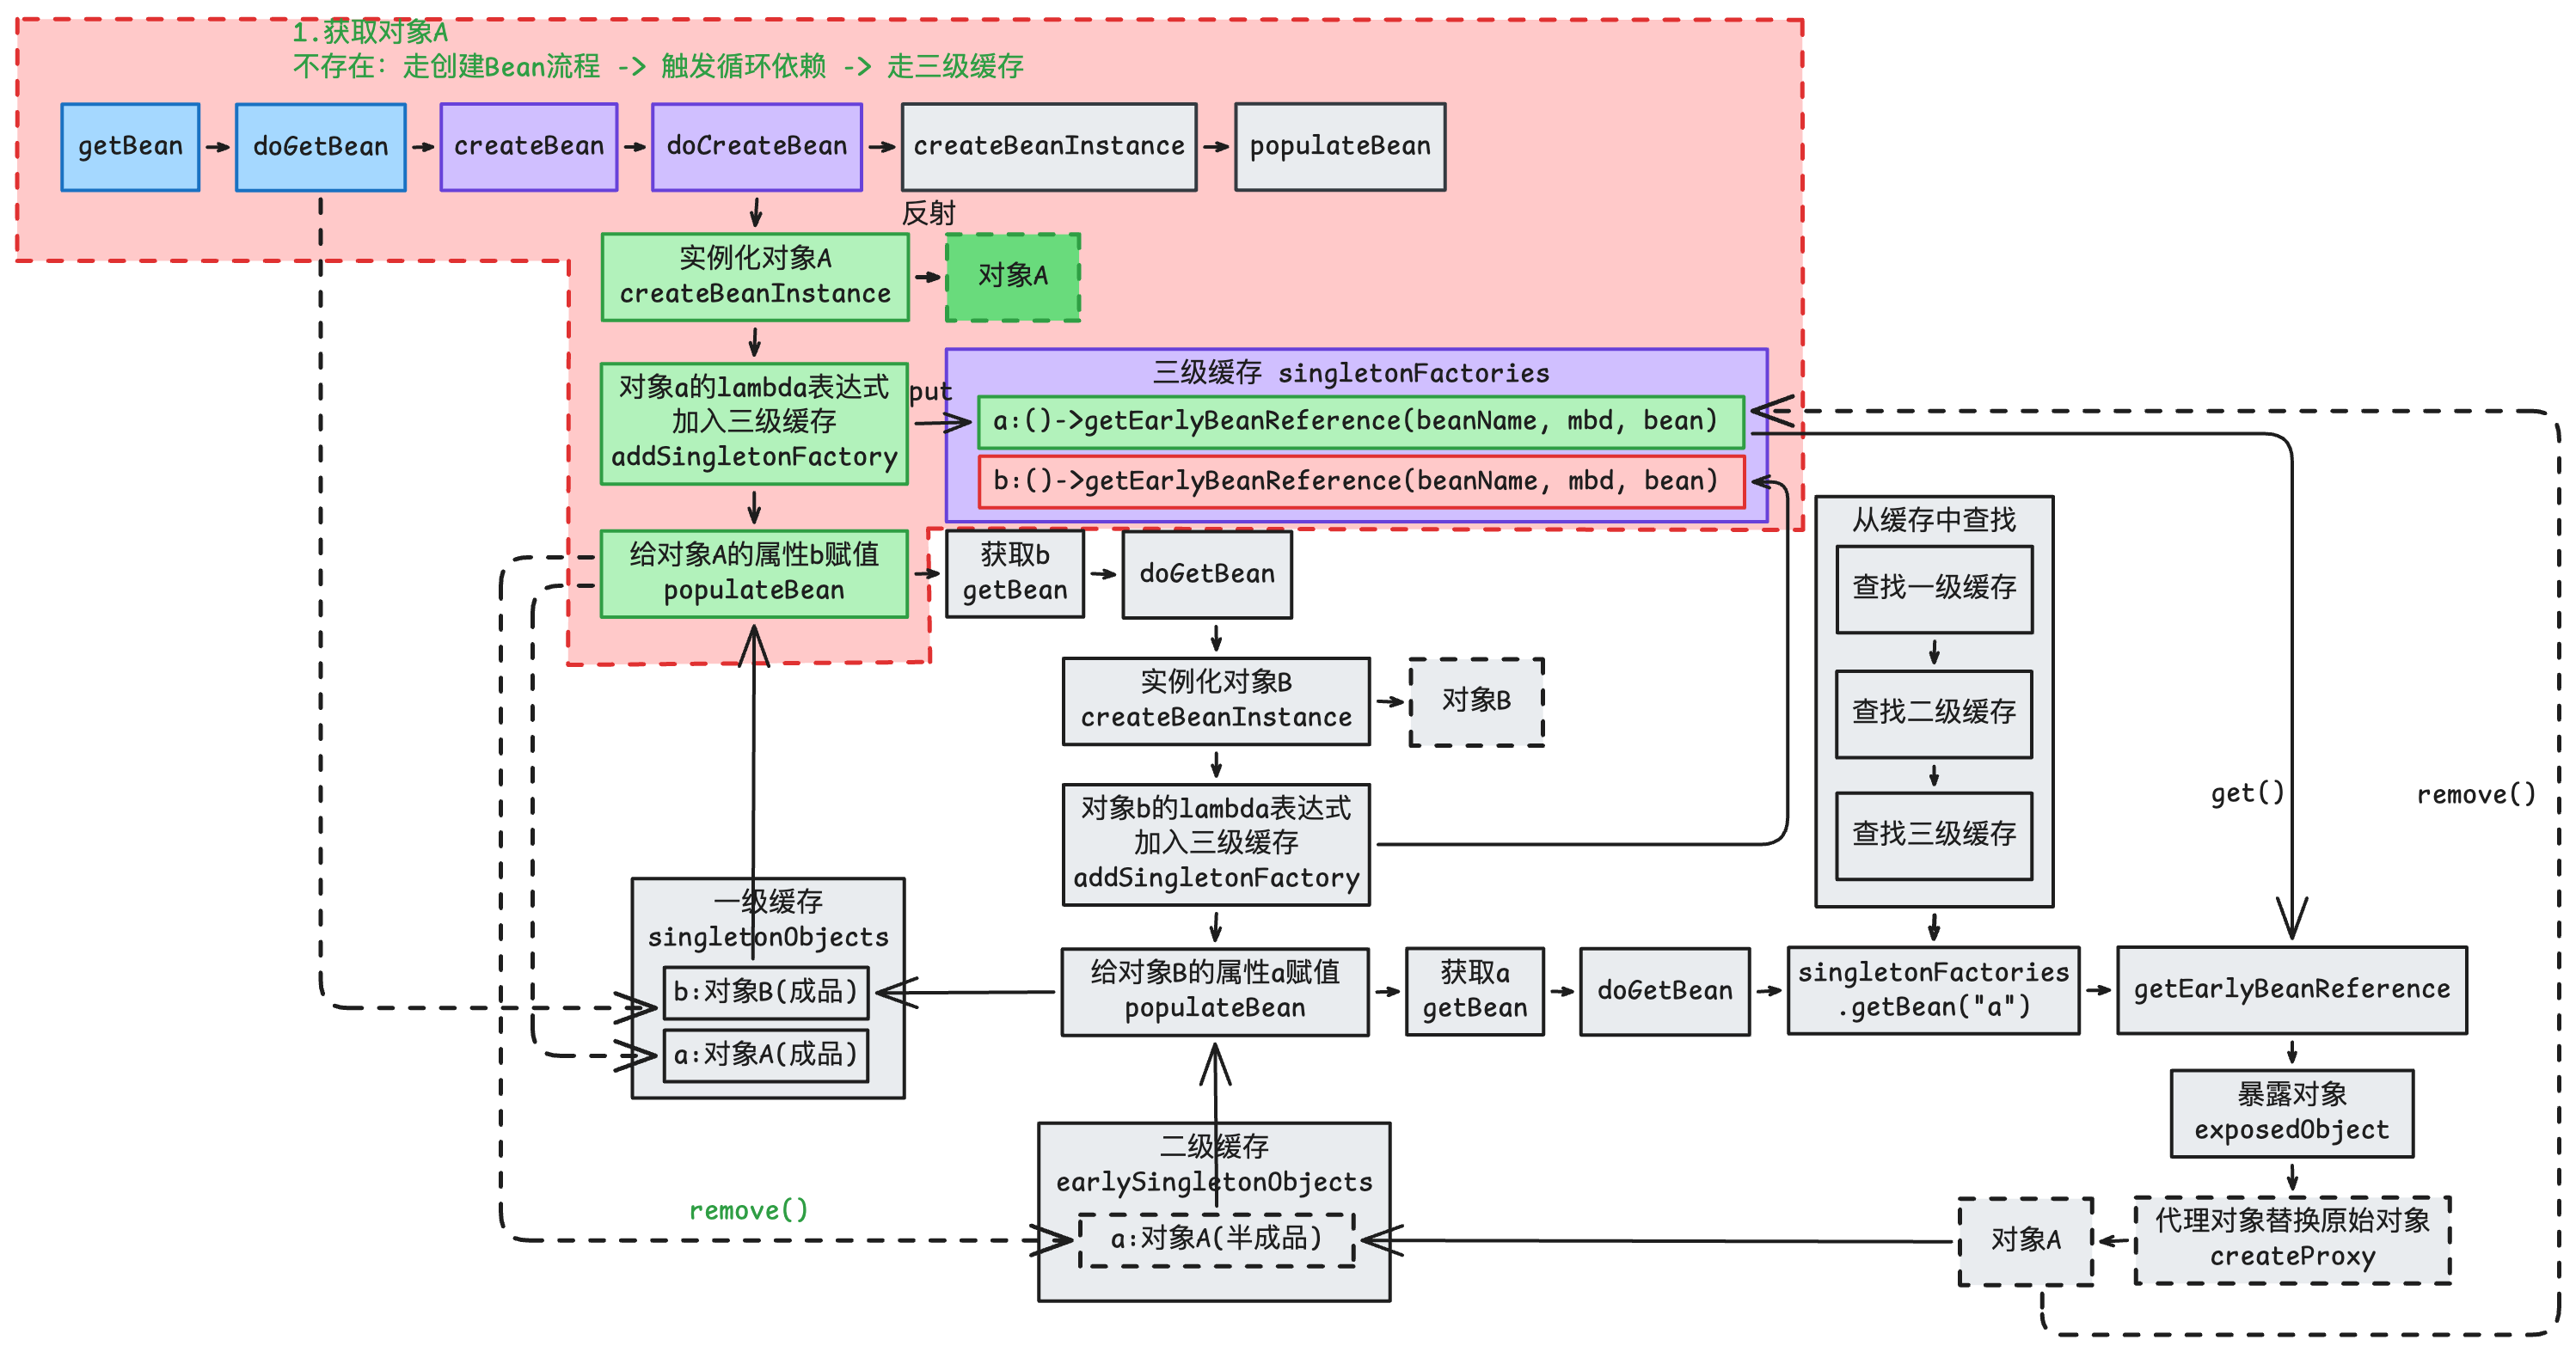 1.获取对象A
不存在: 走创建Bean流程 -> 触发循环依赖 -> 走三级缓存
getBean
doGetBean
createBean
doCreateBean
createBeanInstance
populateBean
反射
实例化对象A
createBeanInstance
对象A
对象a的lambda表达式
加入三级缓存
addSingletonFactory
put
三级缓存 singletonFactories
a:()->getEarlyBeanReference(beanName, mbd, bean)
b:()->getEarlyBeanReference(beanName, mbd, bean)
给对象A的属性b赋值
populateBean
获取b
getBean
doGetBean
从缓存中查找
查找一级缓存
查找二级缓存
查找三级缓存
实例化对象B
createBeanInstance
对象B
对象b的lambda表达式
加入三级缓存
addSingletonFactory
get()
remove()
一级缓存
singletonObjects
b:对象B(成品)
a:对象A(成品)
给对象B的属性a赋值
populateBean
获取a
getBean
doGetBean
singletonFactories
.getBean("a")
getEarlyBeanReference
暴露对象
exposedObject
二级缓存
earlySingletonObjects
a:对象A(半成品)
remove()
对象A
代理对象替换原始对象
createProxy